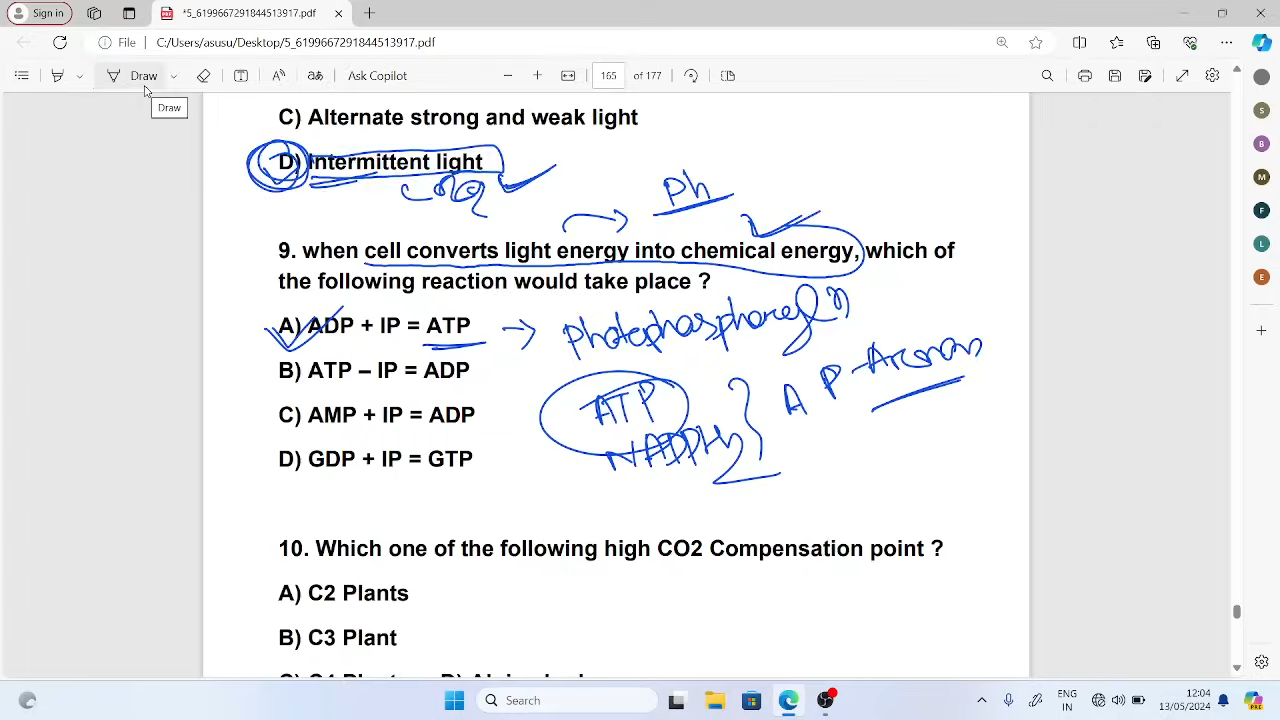 Sign in
*5_6199667291844513917.pdf
File C:/Users/asusu/Desktop/5_6199667291844513917.pdf
Draw Ask Copilot 165 of 177
Draw
C) Alternate strong and weak light
D) Intermittent light
Ph
9. when cell converts light energy into chemical energy, which of
the following reaction would take place ?
A) ADP + IP = ATP
B) ATP – IP = ADP
ATP
AP Arnon
C) AMP + IP = ADP
D) GDP + IP = GTP
10. Which one of the following high CO2 Compensation point ?
A) C2 Plants
B) C3 Plant
Search
ENG
IN
12:04
13/05/2024